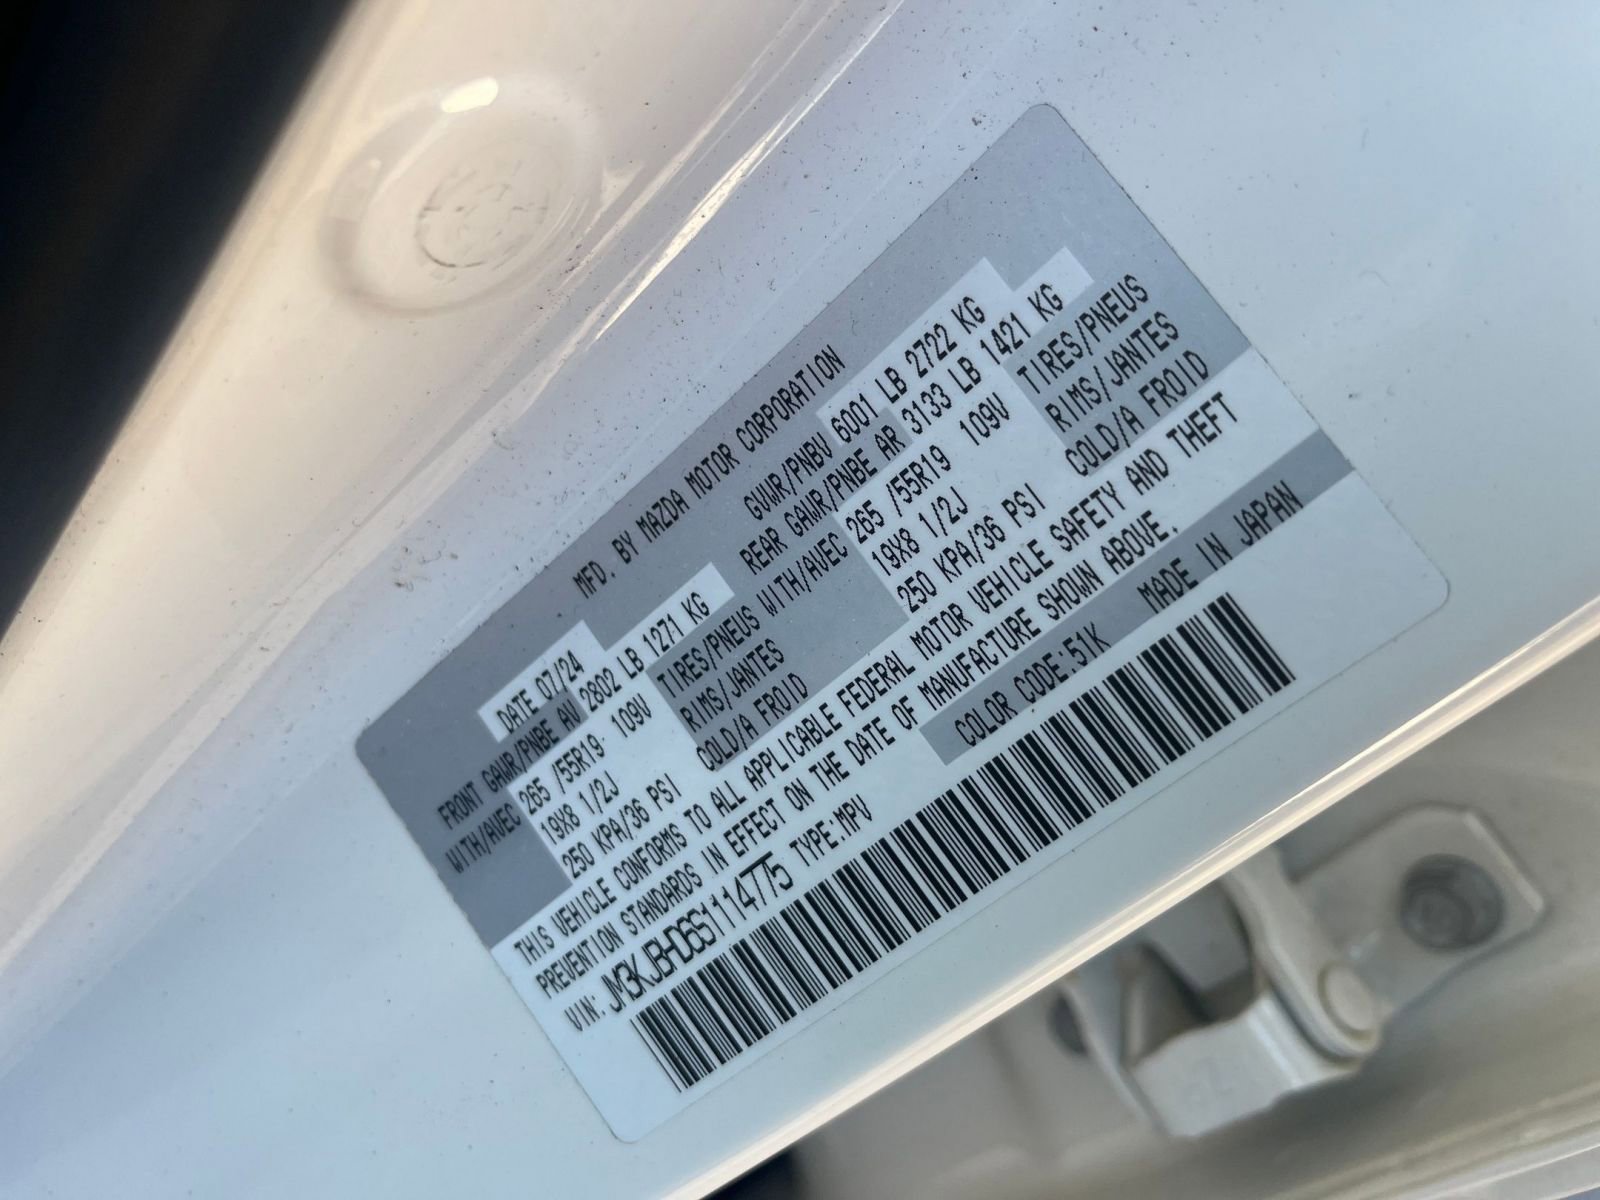 MFD. BY MAZDA MOTOR CORPORATION
DATE 07/24 GVWR/PNBV 6001 LB 2722 KG
FRONT GAWR/PNBE AV 2802 LB 1271 KG REAR GAWR/PNBE AR 3133 LB 1421 KG
WITH/AVEC 265 /55R19 109V TIRES/PNEUS WITH/AVEC 265 /55R19 109V TIRES/PNEUS
19X8 1/2J RIMS/JANTES 19X8 1/2J RIMS/JANTES
250 KPA/36 PSI COLD/A FROID 250 KPA/36 PSI COLD/A FROID
THIS VEHICLE CONFORMS TO ALL APPLICABLE FEDERAL MOTOR VEHICLE SAFETY AND THEFT
PREVENTION STANDARDS IN EFFECT ON THE DATE OF MANUFACTURE SHOWN ABOVE.
VIN: JM3KJBHD6S1114775 TYPE:MPV COLOR CODE:51K MADE IN JAPAN